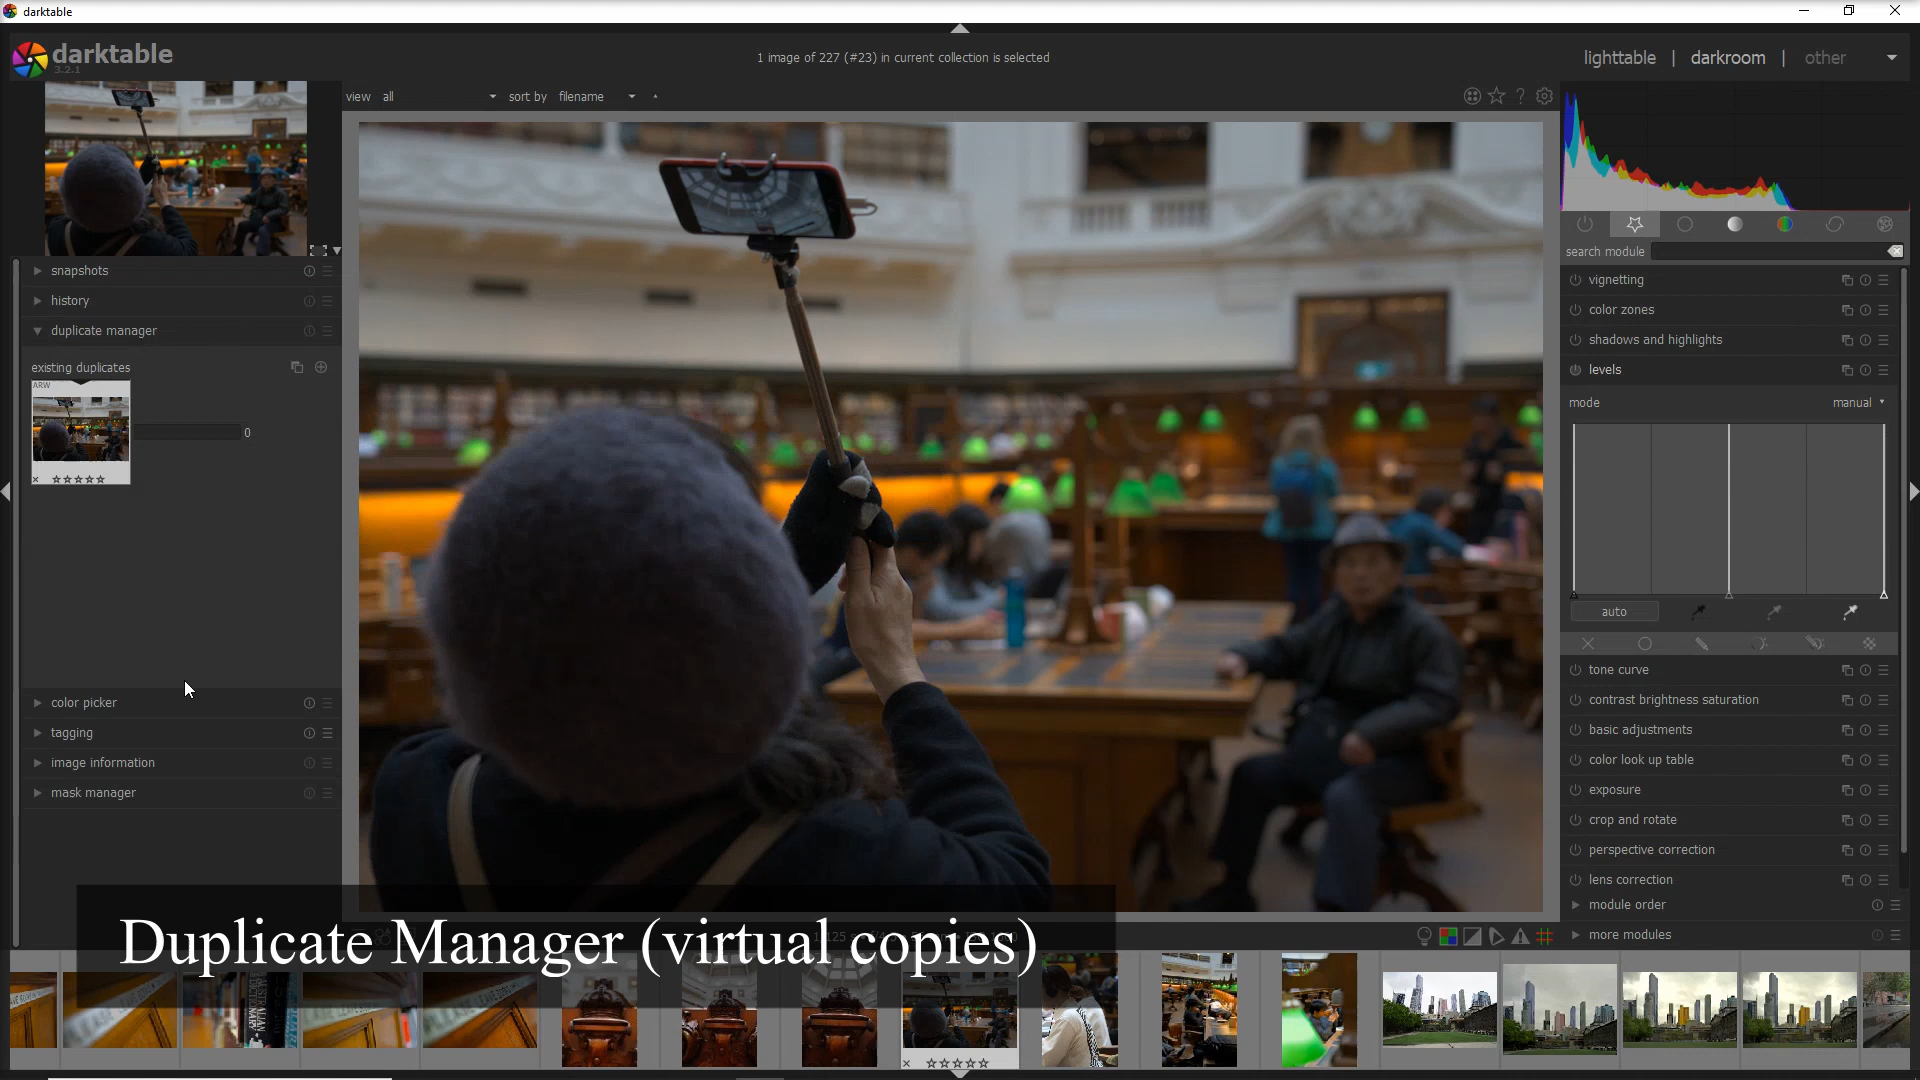 darktable
darktable
3.2.1
1 image of 227 (#23) in current collection is selected
lighttable | darkroom | other
view all
sort by filename
?
search module
snapshots
history
duplicate manager
existing duplicates
ARW
0
color picker
tagging
image information
mask manager
vignetting
color zones
shadows and highlights
levels
mode manual
auto
tone curve
contrast brightness saturation
basic adjustments
color look up table
exposure
crop and rotate
perspective correction
lens correction
module order
more modules
Duplicate Manager (virtual copies)